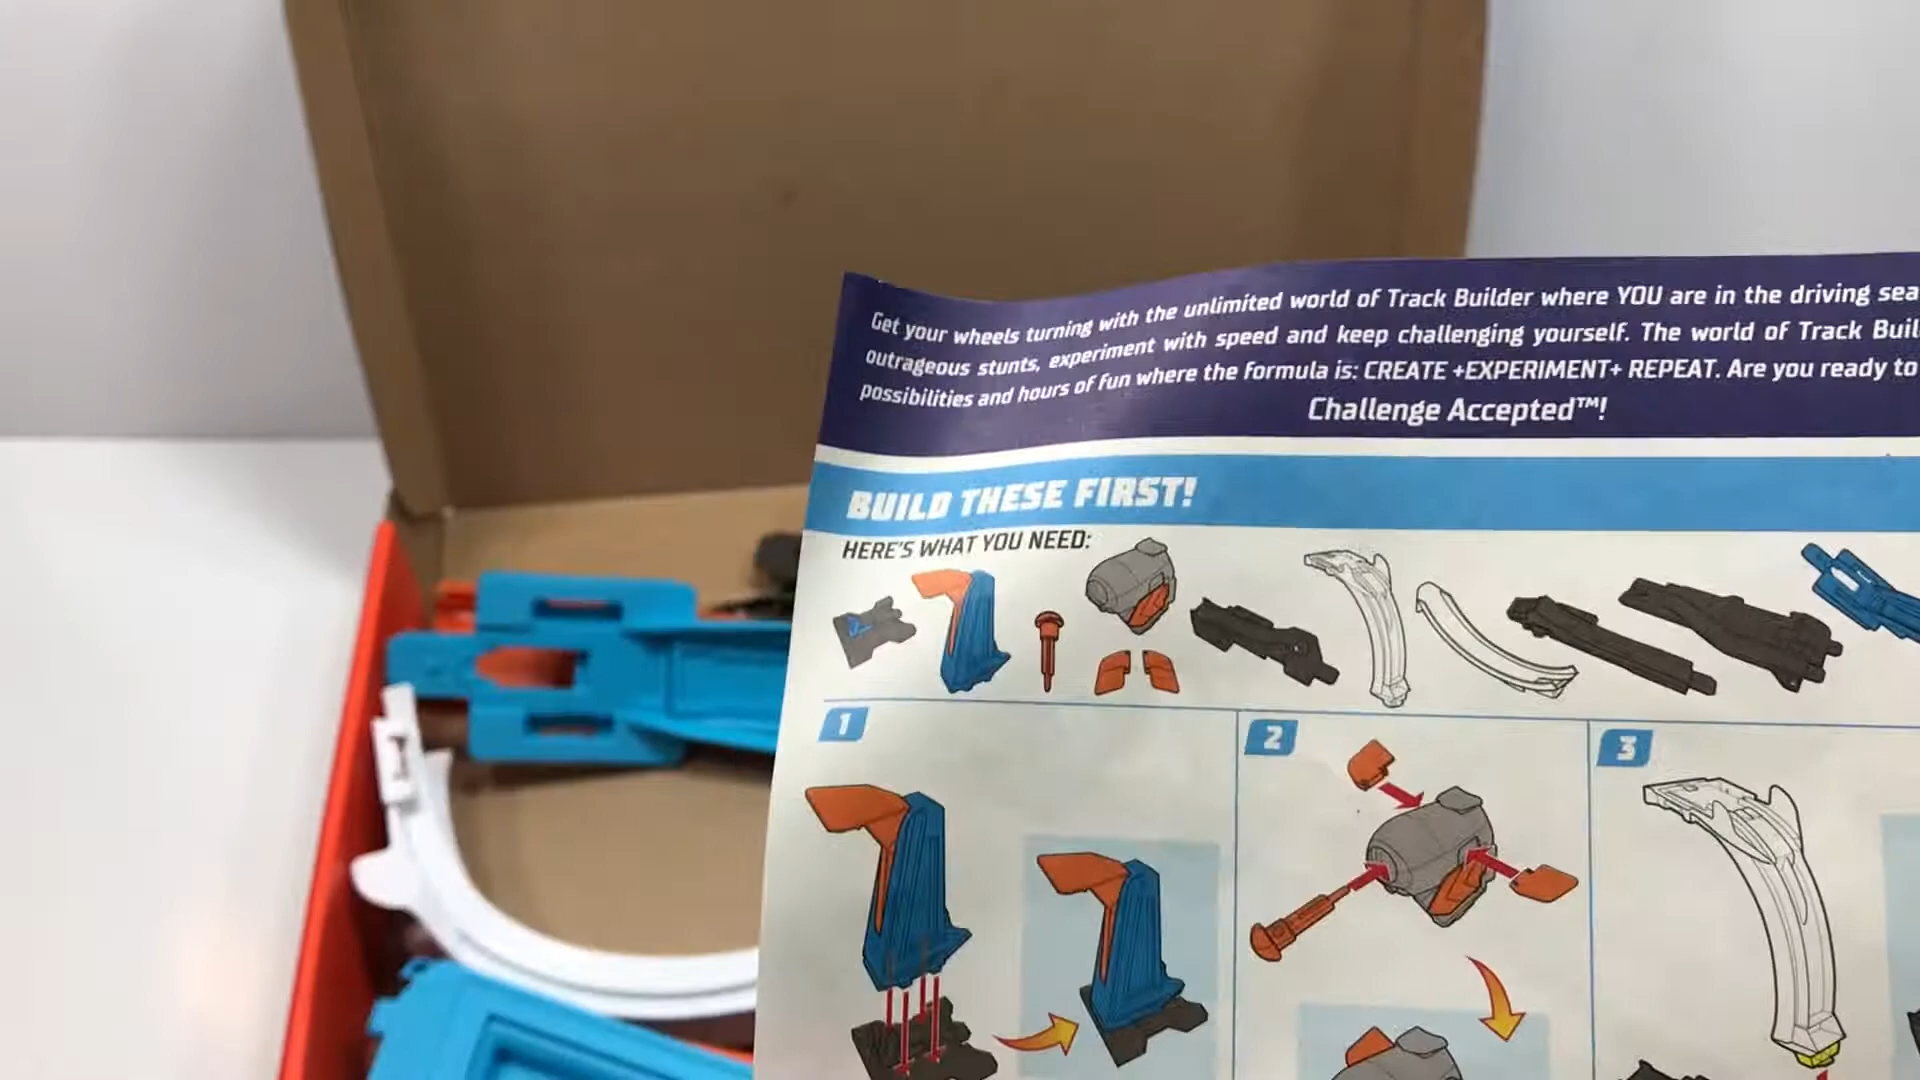 Get your wheels turning with the unlimited world of Track Builder where YOU are in the driving
outrageous stunts, experiment with speed and keep challenging yourself. The world of Track
possibilities and hours of fun where the formula is: CREATE +EXPERIMENT+ REPEAT. Are you ready to
Challenge Accepted™!
BUILD THESE FIRST!
HERE'S WHAT YOU NEED:
1
2
3